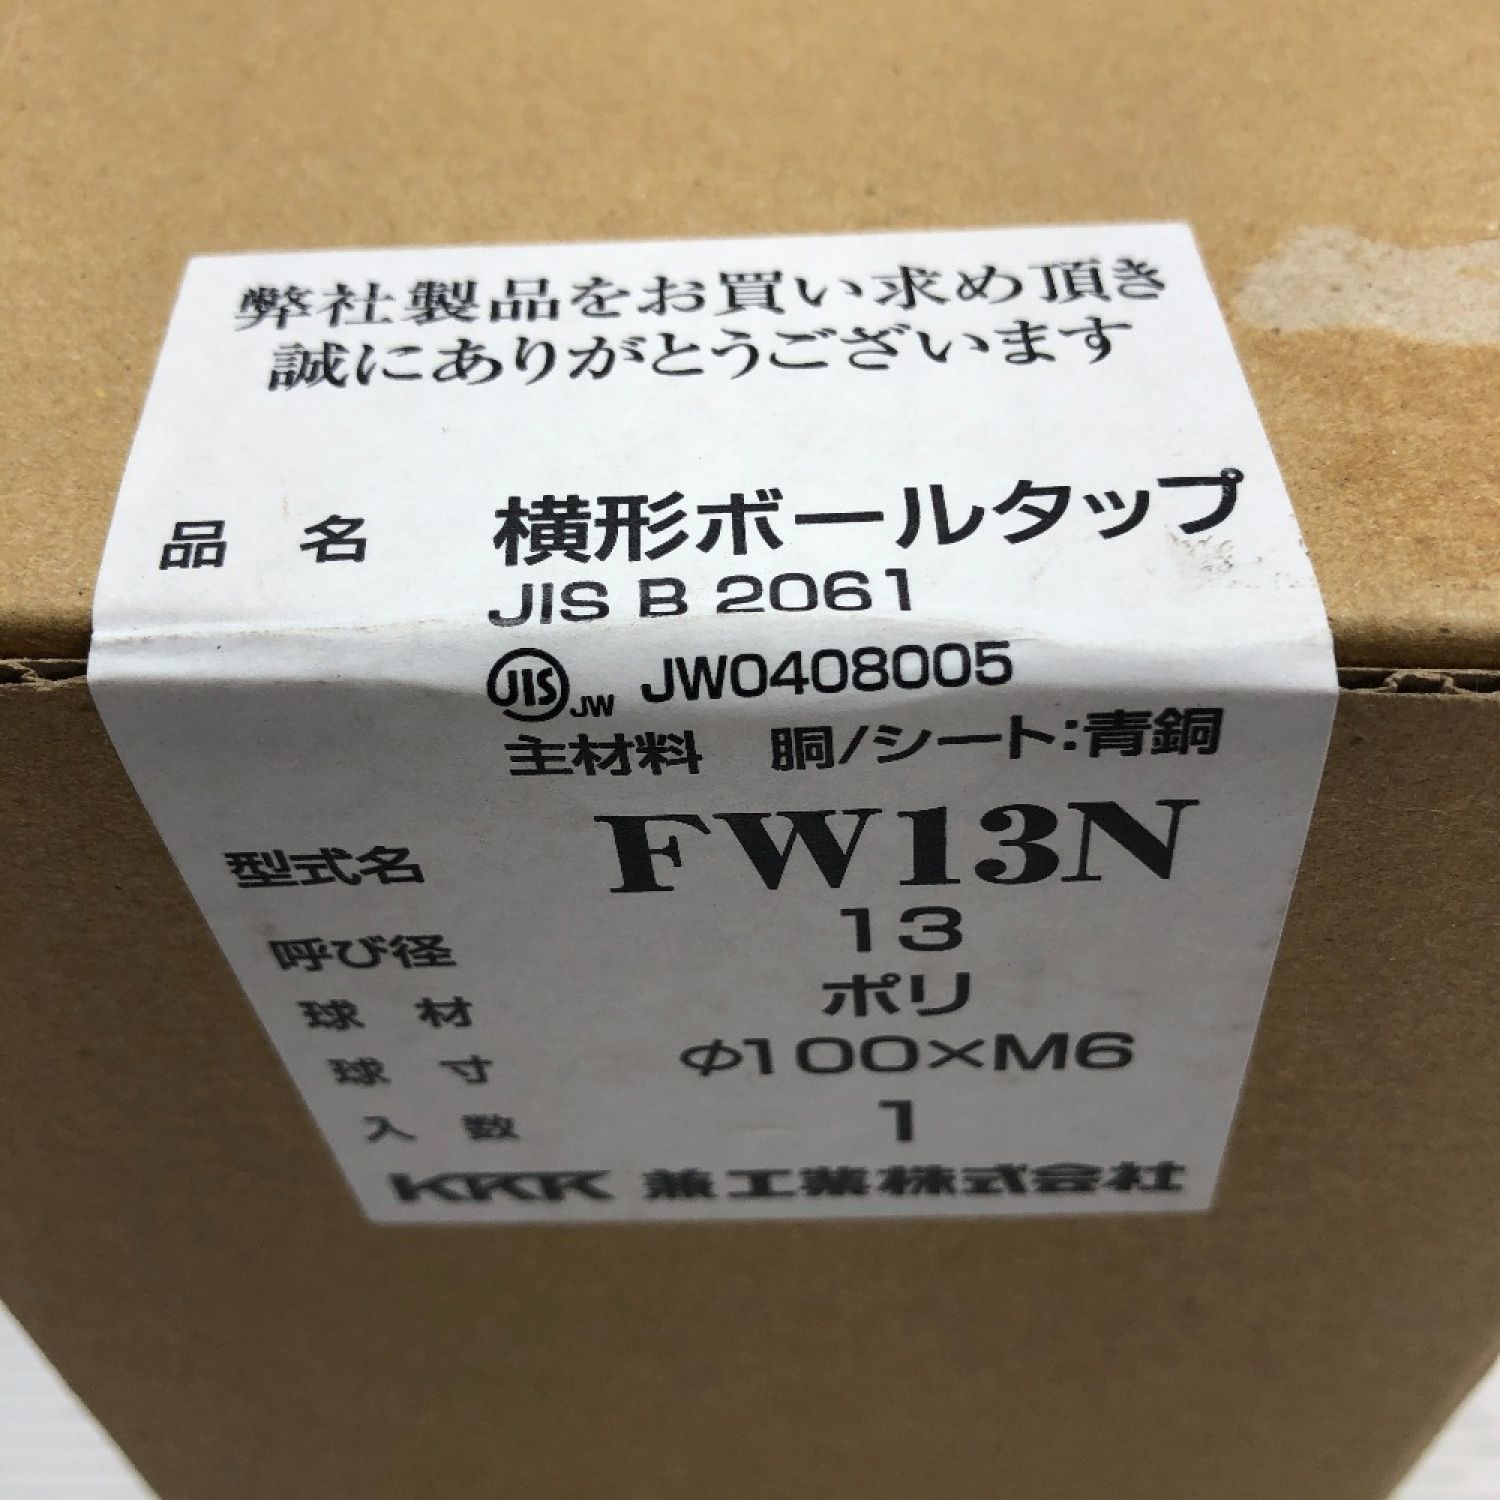 弊社製品をお買い求め頂き
誠にありがとうございます
品 名 横形ボールタップ
JIS B 2061
JIS JW JW0408005
主材料 胴/シート:青銅
型式名 FW13N
呼び径 13
球 材 ポリ
球 寸 Φ100×M6
入 数 1
KKK 兼工業株式会社